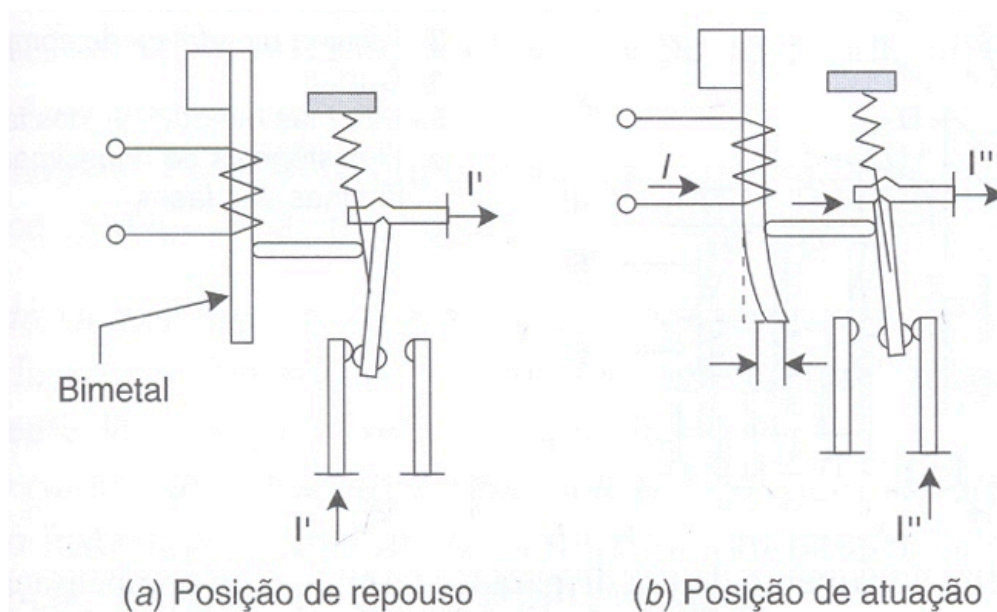 I'
Bimetal
I'
(a) Posição de repouso
I
I"
I"
(b) Posição de atuação